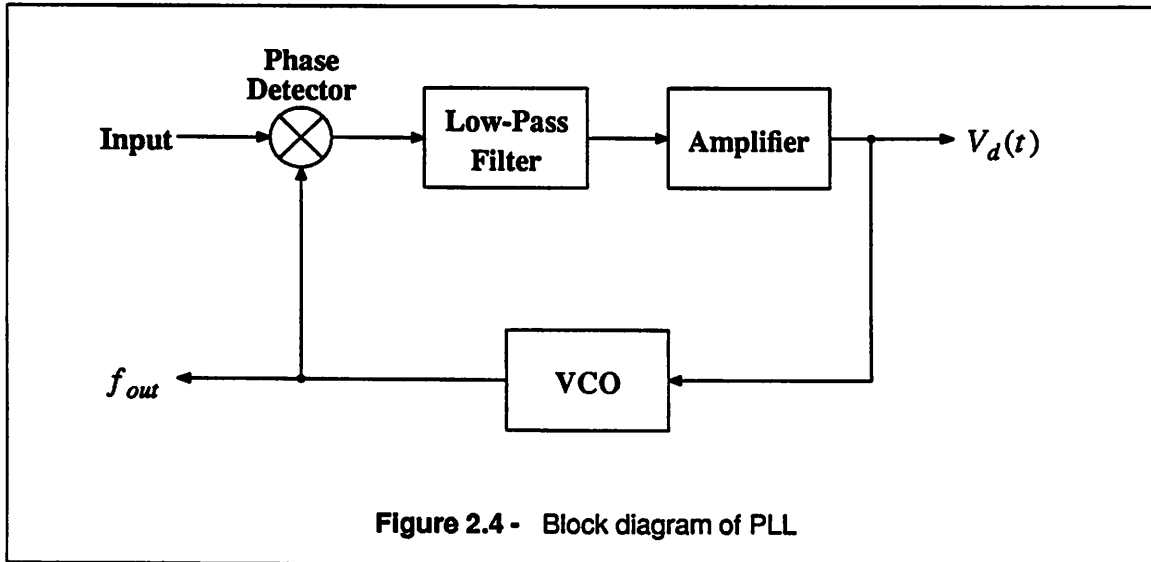 Phase
Detector
Input
Low-Pass
Filter
Amplifier
V_d(t)
f_out
VCO
Figure 2.4 - Block diagram of PLL